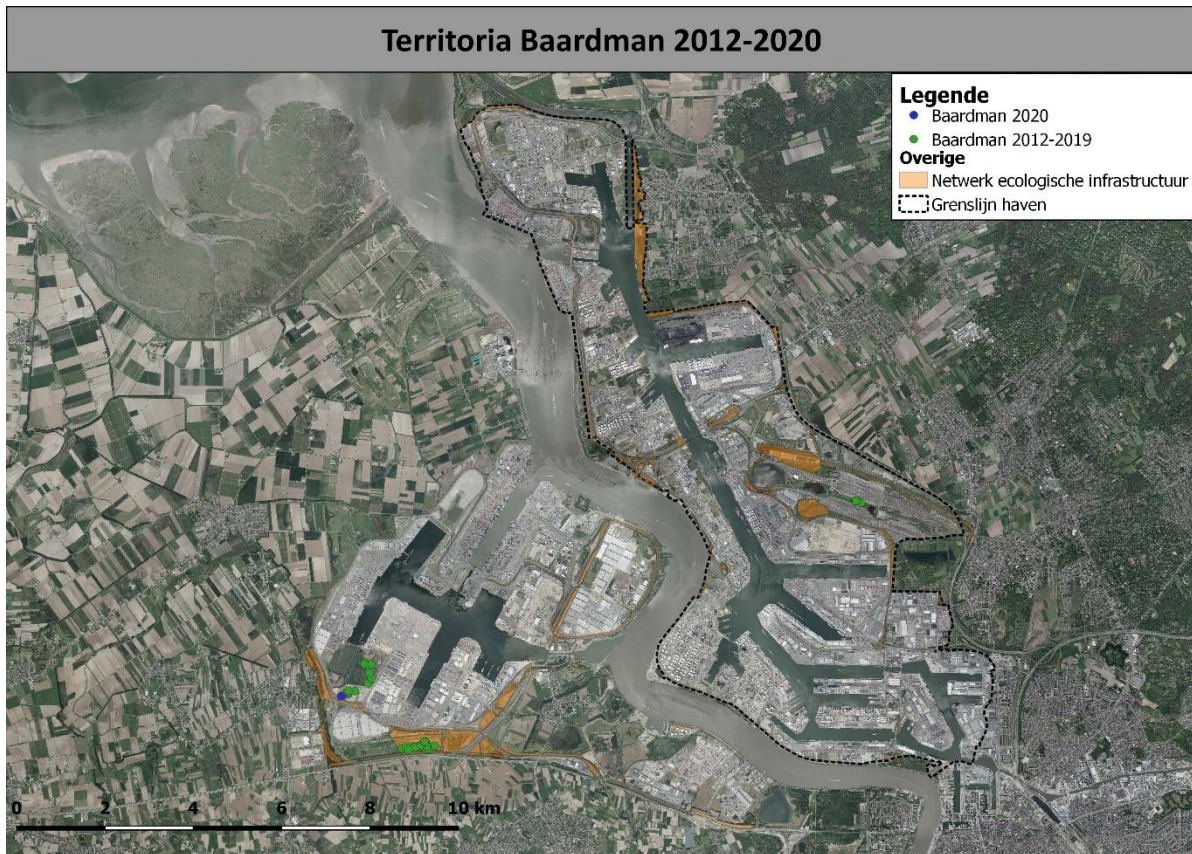 Territoria Baardman 2012-2020
Legende
Baardman 2020
Baardman 2012-2019
Overige
Netwerk ecologische infrastructuur
Grenslijn haven
0 2 4 6 8 10 km